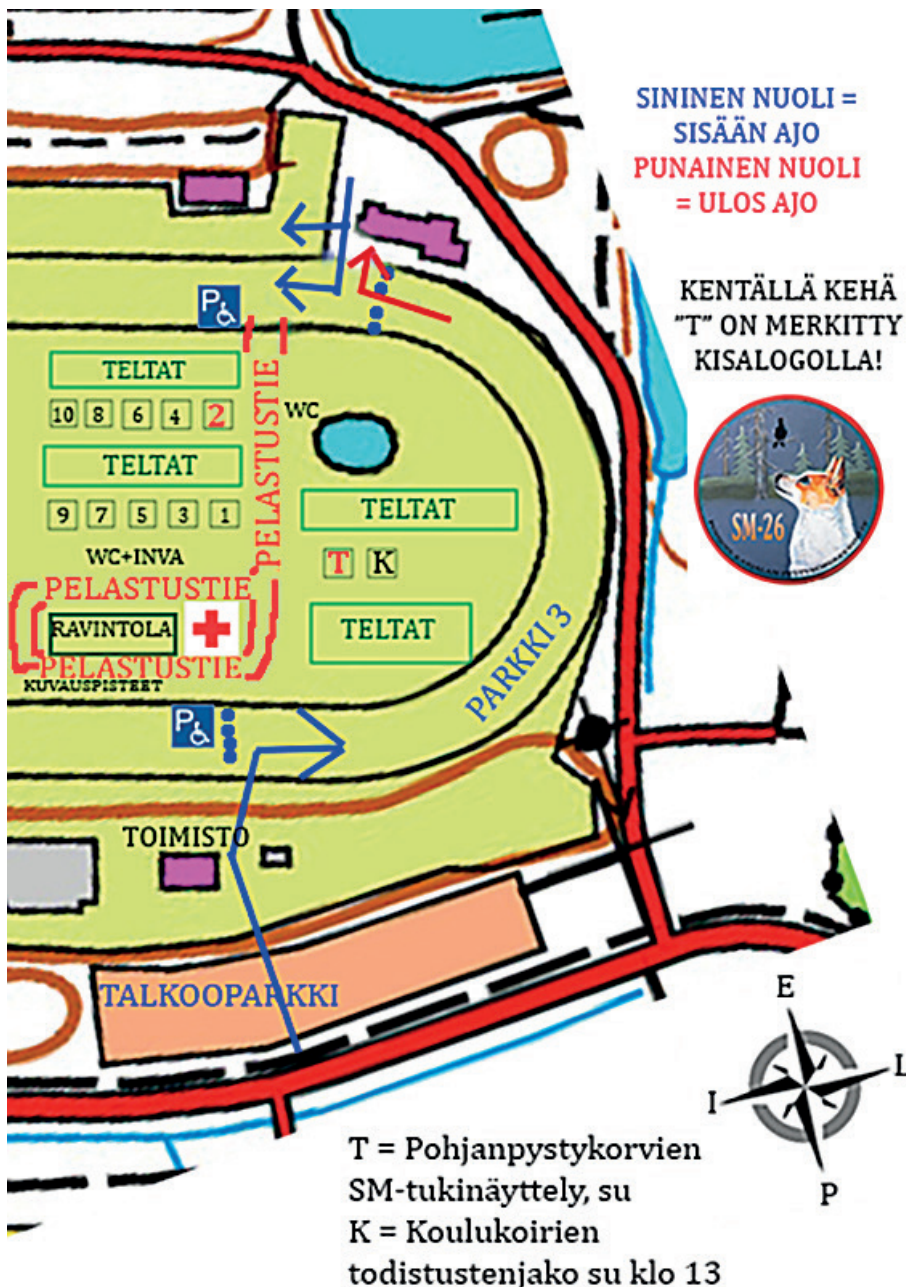 SININEN NUOLI =
SISÄÄN AJO
PUNAINEN NUOLI
= ULOS AJO
KENTÄLLÄ KEHÄ
"T" ON MERKITTY
KISALOGOLLA!
SM-26
P
TELTAT
10 8 6 4 2
TELTAT
9 7 5 3 1
WC+INVA
PELASTUSTIE
WC
PELASTUSTIE
RAVINTOLA
PELASTUSTIE
KUVAUSPISTEET
TELTAT
T K
TELTAT
PARKKI 3
P
TOIMISTO
TALKOOPARKKI
E
L
I
P
T = Pohjanpystykorvien
SM-tukinäyttely, su
K = Koulukoirien
todistustenjako su klo 13